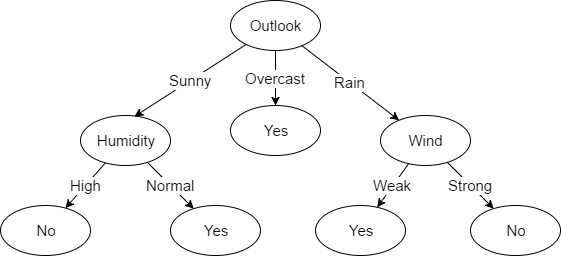 Outlook
Sunny
Overcast
Rain
Humidity
Yes
Wind
High
Normal
Weak
Strong
No
Yes
Yes
No